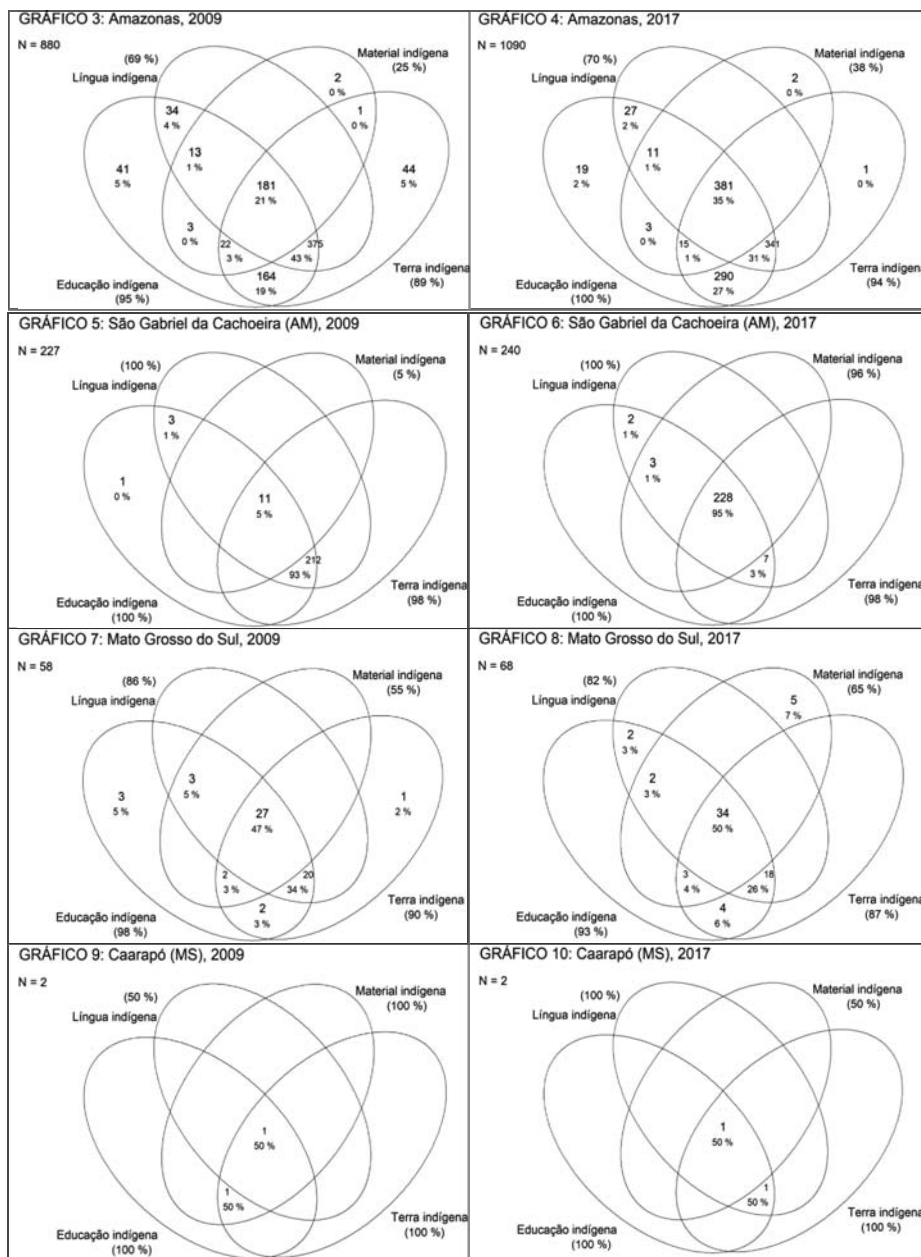 GRÁFICO 3: Amazonas, 2009
N = 880
(69 %)
Língua indígena
Material indígena
(25 %)
2
0 %
34
4 %
1
0 %
13
1 %
41
5 %
181
21 %
44
5 %
3
0 %
22
3 %
375
43 %
164
19 %
Educação indígena
(95 %)
Terra indígena
(89 %)
GRÁFICO 4: Amazonas, 2017
N = 1090
(70 %)
Língua indígena
Material indígena
(38 %)
2
0 %
27
2 %
11
1 %
19
2 %
381
35 %
1
0 %
3
0 %
15
1 %
341
31 %
290
27 %
Educação indígena
(100 %)
Terra indígena
(94 %)
GRÁFICO 5: São Gabriel da Cachoeira (AM), 2009
N = 227
(100 %)
Língua indígena
Material indígena
(5 %)
3
1 %
1
0 %
11
5 %
212
93 %
Educação indígena
(100 %)
Terra indígena
(98 %)
GRÁFICO 6: São Gabriel da Cachoeira (AM), 2017
N = 240
(100 %)
Língua indígena
Material indígena
(96 %)
2
1 %
3
1 %
228
95 %
7
3 %
Educação indígena
(100 %)
Terra indígena
(98 %)
GRÁFICO 7: Mato Grosso do Sul, 2009
N = 58
(86 %)
Língua indígena
Material indígena
(55 %)
3
5 %
3
5 %
27
47 %
1
2 %
2
3 %
20
34 %
2
3 %
Educação indígena
(98 %)
Terra indígena
(90 %)
GRÁFICO 8: Mato Grosso do Sul, 2017
N = 68
(82 %)
Língua indígena
Material indígena
(65 %)
5
7 %
2
3 %
2
3 %
34
50 %
3
4 %
18
26 %
4
6 %
Educação indígena
(93 %)
Terra indígena
(87 %)
GRÁFICO 9: Caarapó (MS), 2009
N = 2
(50 %)
Língua indígena
Material indígena
(100 %)
1
50 %
1
50 %
Educação indígena
(100 %)
Terra indígena
(100 %)
GRÁFICO 10: Caarapó (MS), 2017
N = 2
(100 %)
Língua indígena
Material indígena
(50 %)
1
50 %
1
50 %
Educação indígena
(100 %)
Terra indígena
(100 %)